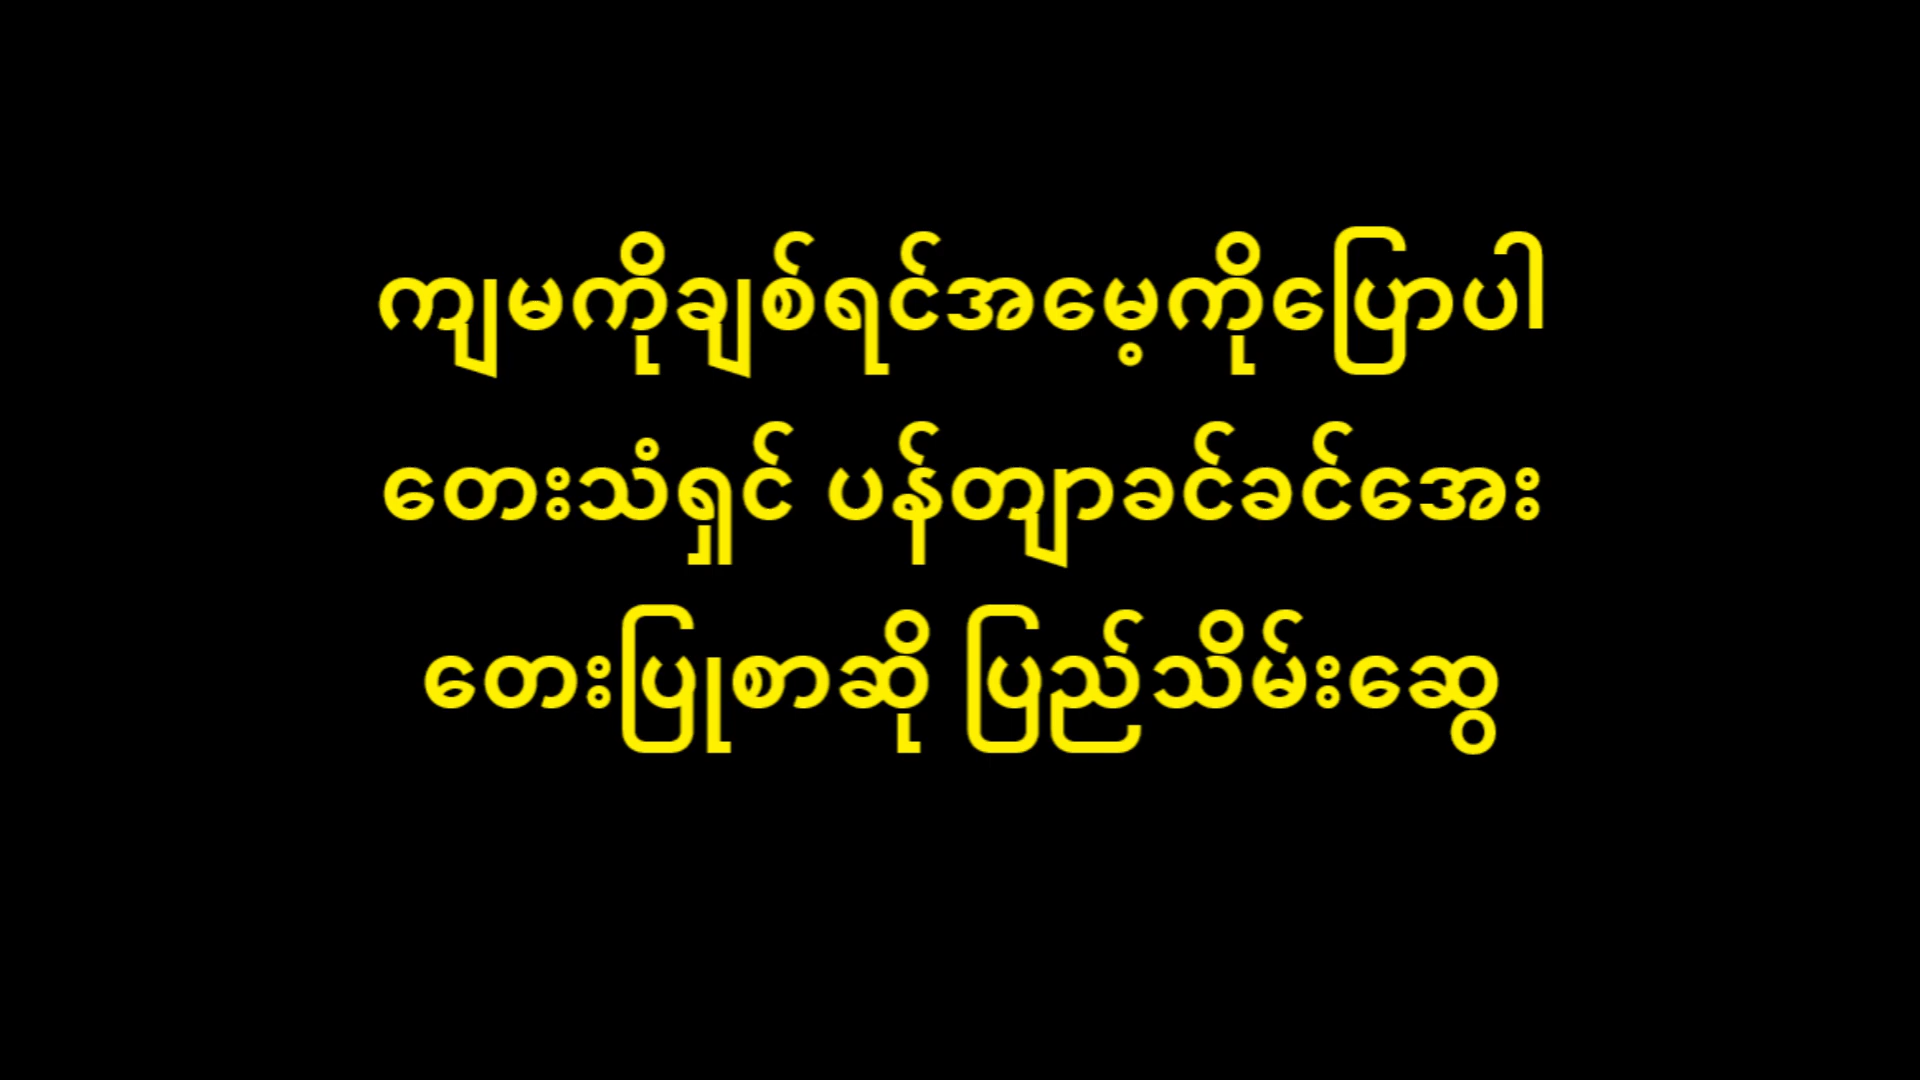 ကျမကိုချစ်ရင်အမေ့ကိုပြောပါ
တေးသံရှင် ပန်တျာခင်ခင်အေး
တေးပြုစာဆို ပြည်သိမ်းဆွေ